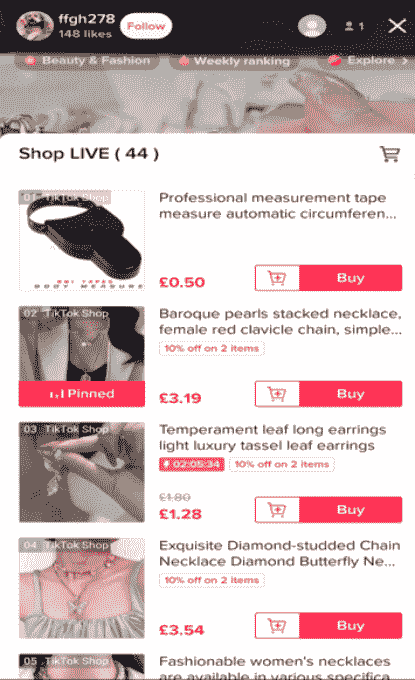 ffgh278
148 likes
Follow
1
Beauty & Fashion
Weekly ranking
Explore
Shop LIVE ( 44 )
01 TikTok Shop
BODY MEASURE
Professional measurement tape
measure automatic circumferen...
£0.50
Buy
02 TikTok Shop
Pinned
Baroque pearls stacked necklace,
female red clavicle chain, simple...
10% off on 2 items
£3.19
Buy
03 TikTok Shop
Temperament leaf long earrings
light luxury tassel leaf earrings
02:05:34 10% off on 2 items
£1.80
£1.28
Buy
04 TikTok Shop
Exquisite Diamond-studded Chain
Necklace Diamond Butterfly Ne...
10% off on 2 items
£3.54
Buy
05 TikTok Shop
Fashionable women's necklaces
are available in various specifica